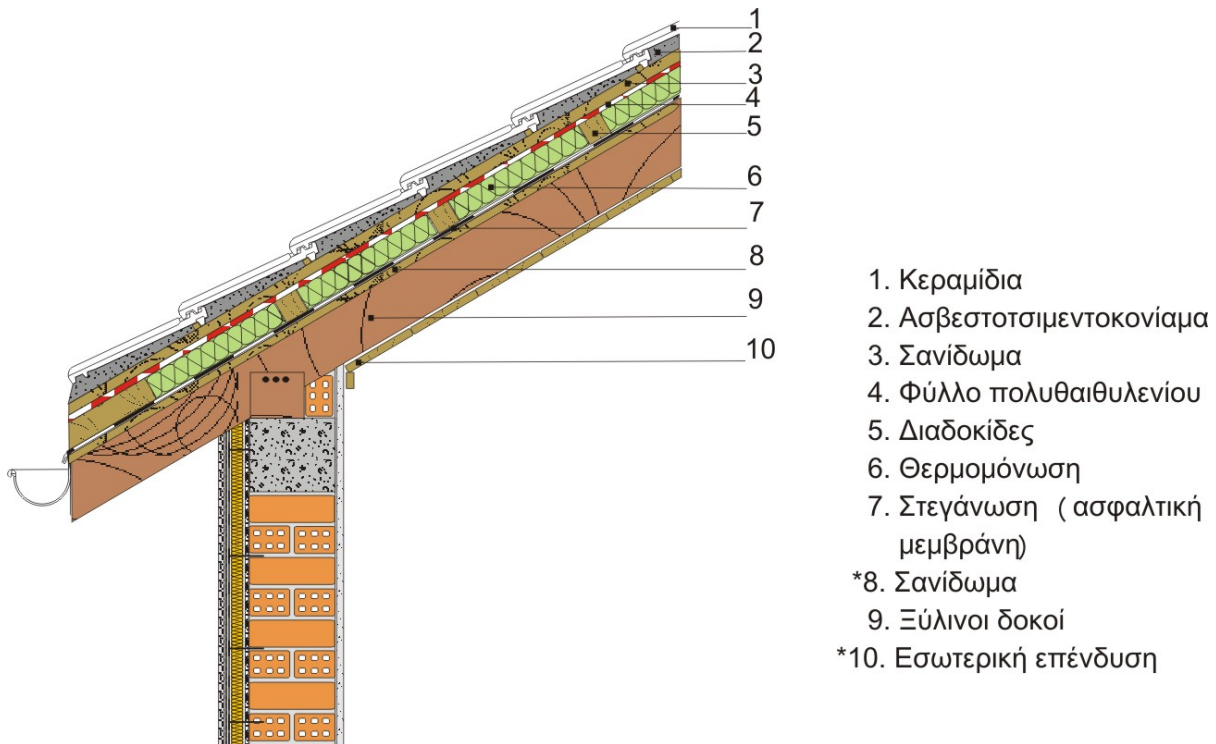 1
2
3
4
5
6
7
8
9
10
1. Κεραμίδια
2. Ασβεστοτσιμεντοκονίαμα
3. Σανίδωμα
4. Φύλλο πολυθαιθυλενίου
5. Διαδοκίδες
6. Θερμομόνωση
7. Στεγάνωση ( ασφαλτική
μεμβράνη)
*8. Σανίδωμα
9. Ξύλινοι δοκοί
*10. Εσωτερική επένδυση